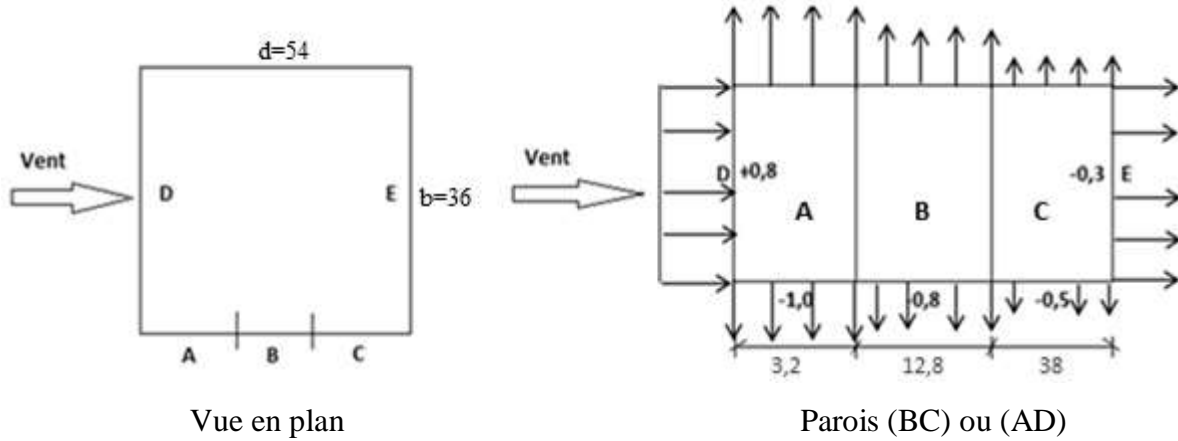 d=54
Vent
D
E
b=36
A
B
C
Vue en plan
Vent
D
+0,8
-0,3
E
A
B
C
-1,0
-0,8
-0,5
3,2
12,8
38
Parois (BC) ou (AD)